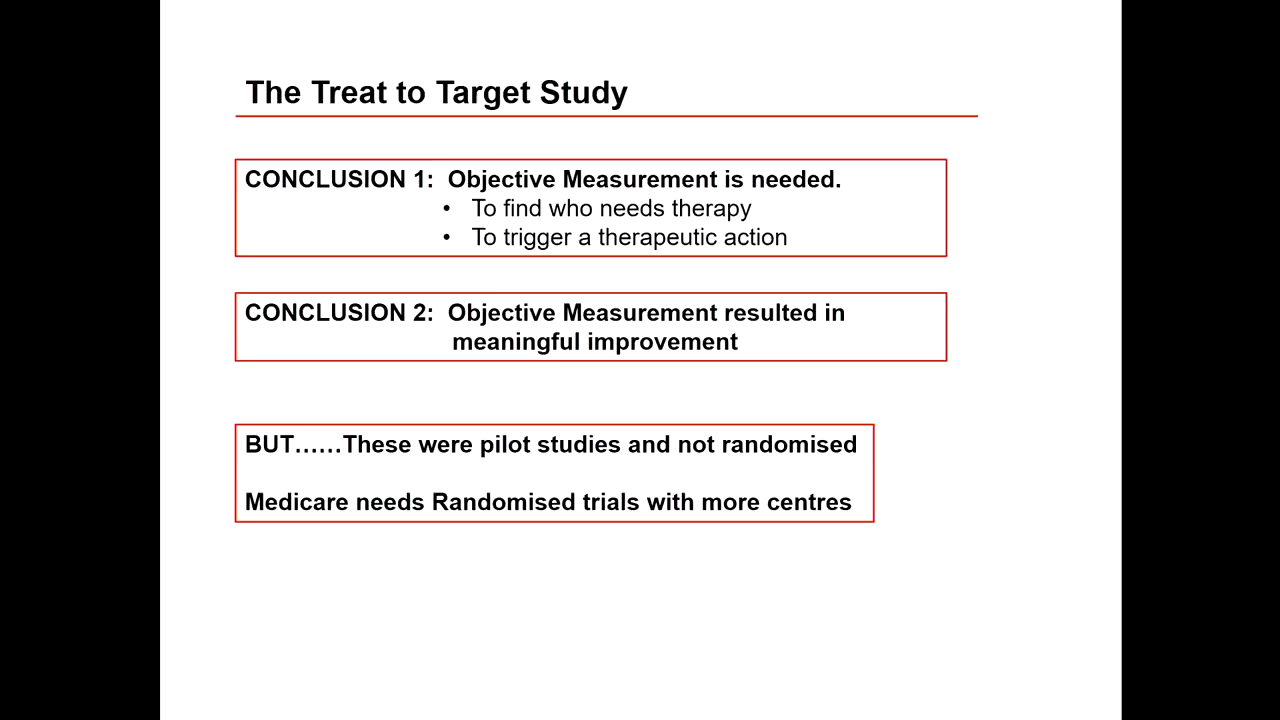 The Treat to Target Study
CONCLUSION 1: Objective Measurement is needed.
• To find who needs therapy
• To trigger a therapeutic action
CONCLUSION 2: Objective Measurement resulted in
meaningful improvement
BUT......These were pilot studies and not randomised
Medicare needs Randomised trials with more centres